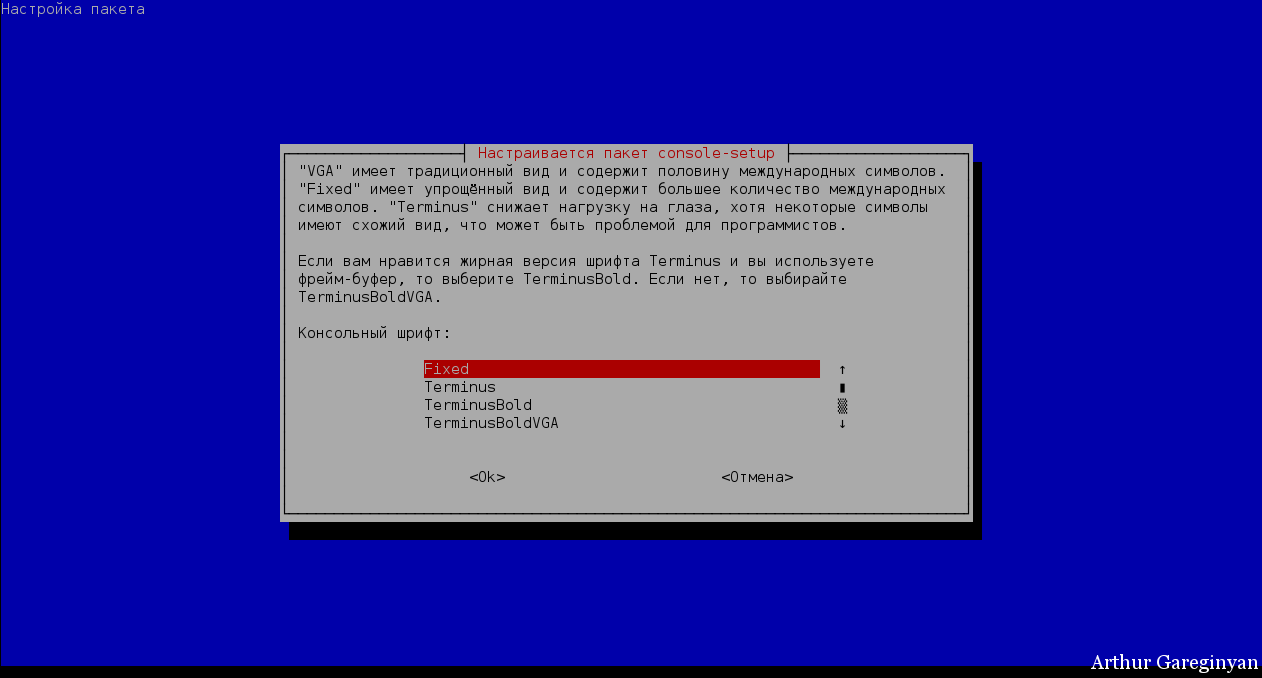 Настройка пакета
Настраивается пакет console-setup
"VGA" имеет традиционный вид и содержит половину международных символов.
"Fixed" имеет упрощённый вид и содержит большее количество международных
символов. "Terminus" снижает нагрузку на глаза, хотя некоторые символы
имеют схожий вид, что может быть проблемой для программистов.
Если вам нравится жирная версия шрифта Terminus и вы используете
фрейм-буфер, то выберите TerminusBold. Если нет, то выбирайте
TerminusBoldVGA.
Консольный шрифт:
Fixed ↑
Terminus
TerminusBold
TerminusBoldVGA ↓
<Ok> <Отмена>
Arthur Gareginyan